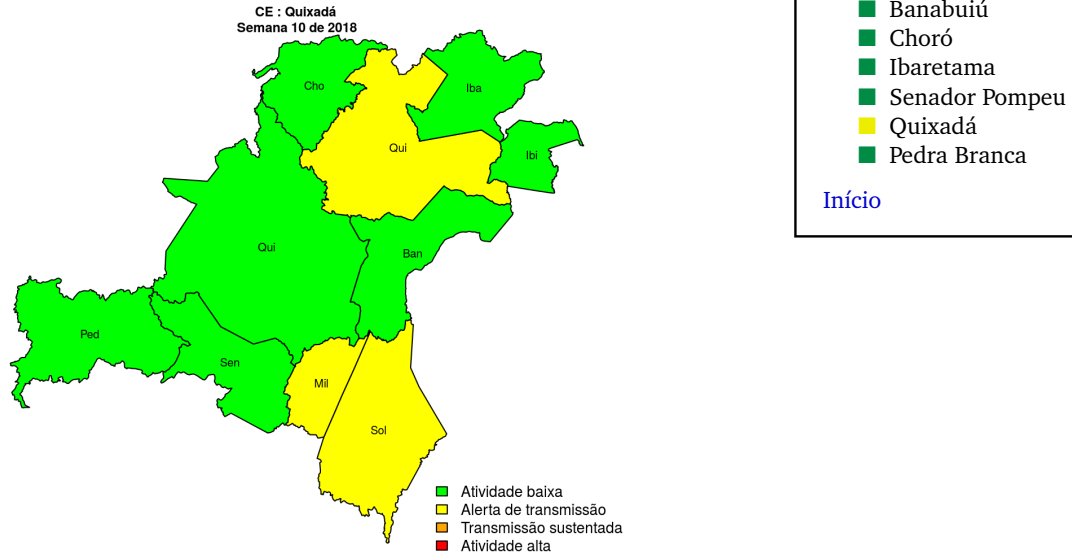 CE : Quixadá
Semana 10 de 2018
Cho
Iba
Qui
Ibi
Qui
Ban
Ped
Sen
Mil
Sol
Atividade baixa
Alerta de transmissão
Transmissão sustentada
Atividade alta
Banabuiú
Choró
Ibaretama
Senador Pompeu
Quixadá
Pedra Branca
Início